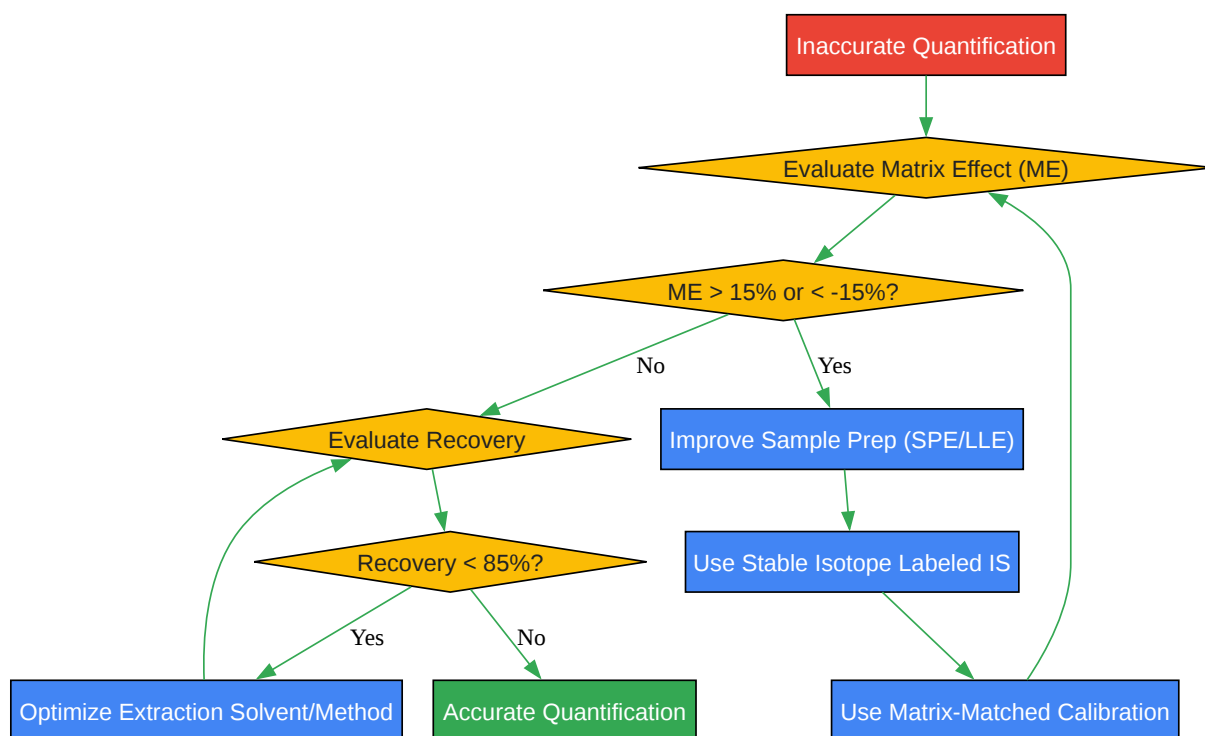 Inaccurate Quantification
Evaluate Matrix Effect (ME)
ME > 15% or < -15%?
No
Yes
Evaluate Recovery
Improve Sample Prep (SPE/LLE)
Recovery < 85%?
Use Stable Isotope Labeled IS
Yes
No
Optimize Extraction Solvent/Method
Accurate Quantification
Use Matrix-Matched Calibration